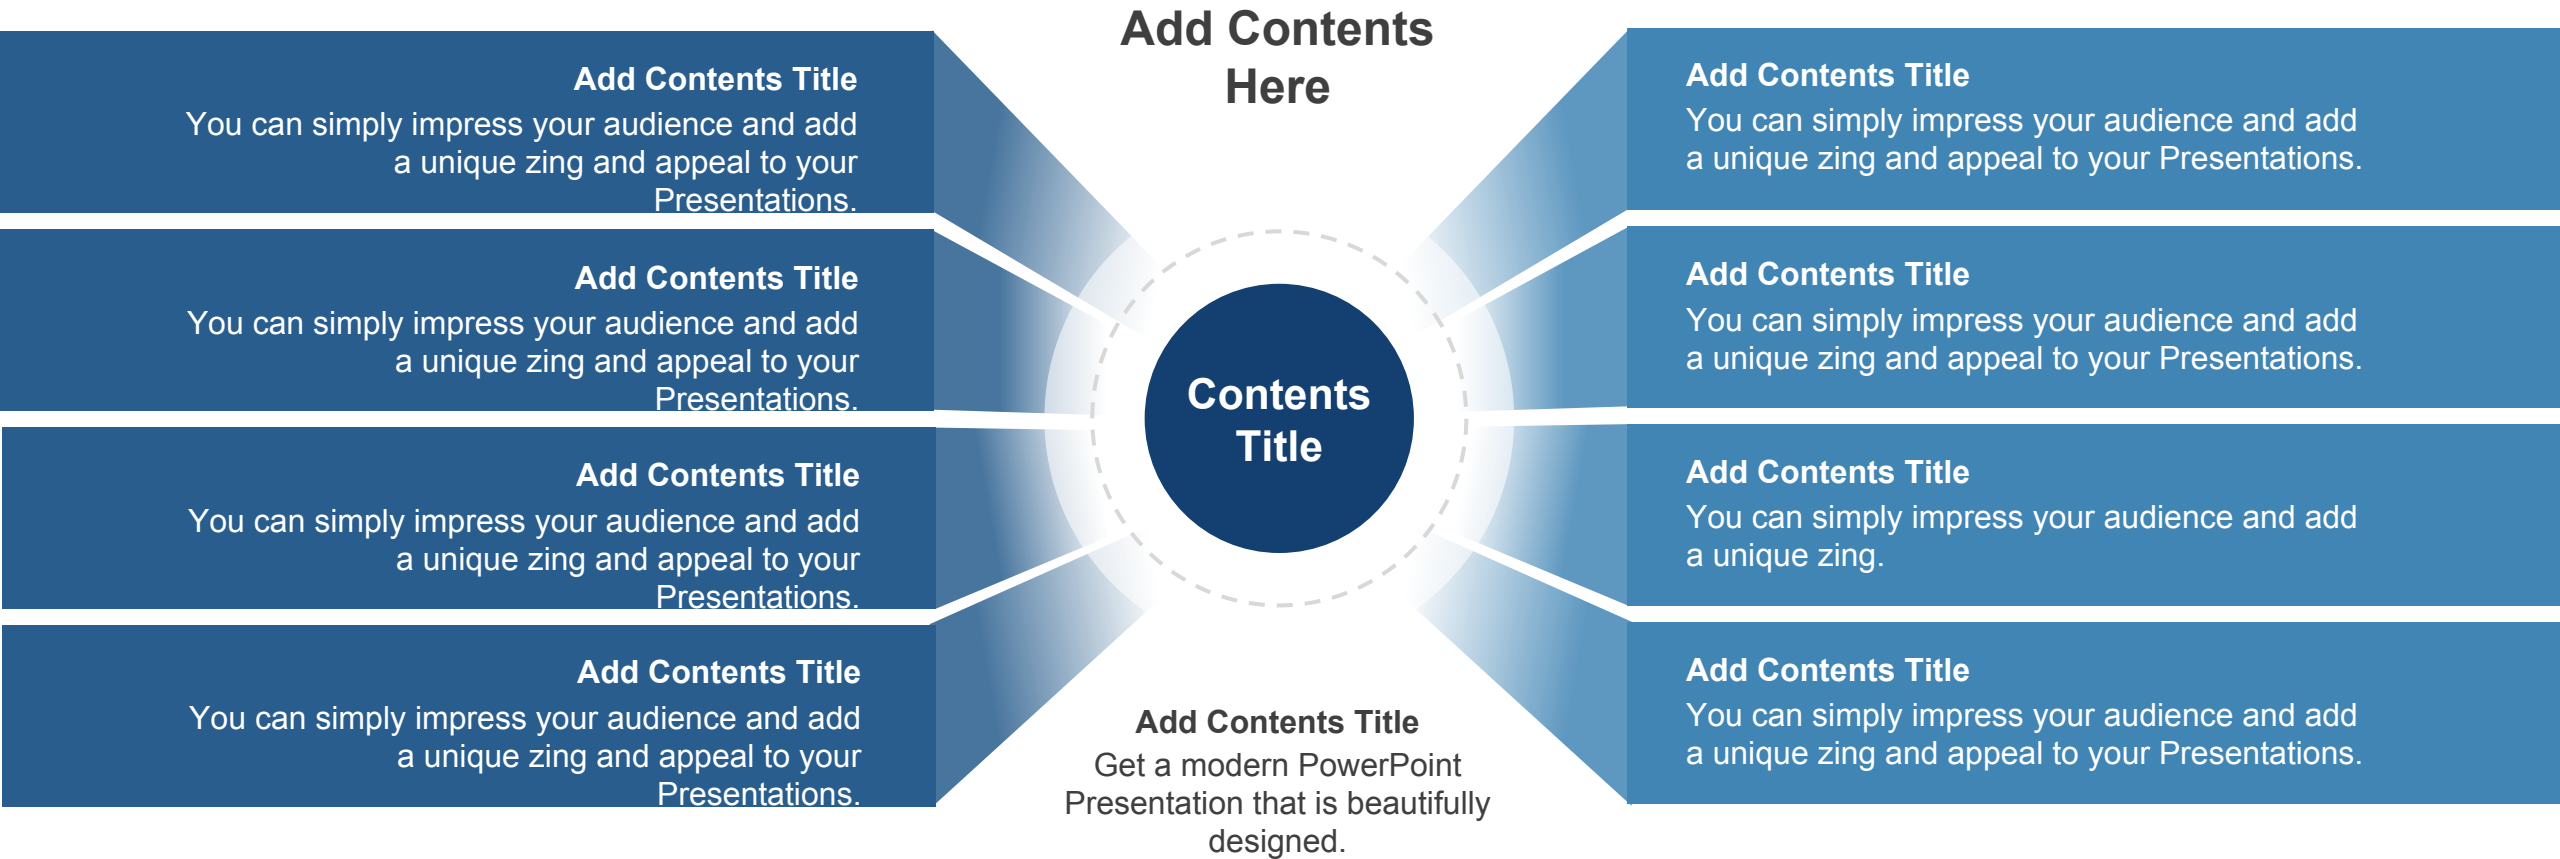 Add Contents
Here
Add Contents Title
You can simply impress your audience and add
a unique zing and appeal to your
Presentations.
Add Contents Title
You can simply impress your audience and add
a unique zing and appeal to your
Presentations.
Add Contents Title
You can simply impress your audience and add
a unique zing and appeal to your
Presentations.
Add Contents Title
You can simply impress your audience and add
a unique zing and appeal to your
Presentations.
Contents
Title
Add Contents Title
Get a modern PowerPoint
Presentation that is beautifully
designed.
Add Contents Title
You can simply impress your audience and add
a unique zing and appeal to your Presentations.
Add Contents Title
You can simply impress your audience and add
a unique zing and appeal to your Presentations.
Add Contents Title
You can simply impress your audience and add
a unique zing.
Add Contents Title
You can simply impress your audience and add
a unique zing and appeal to your Presentations.